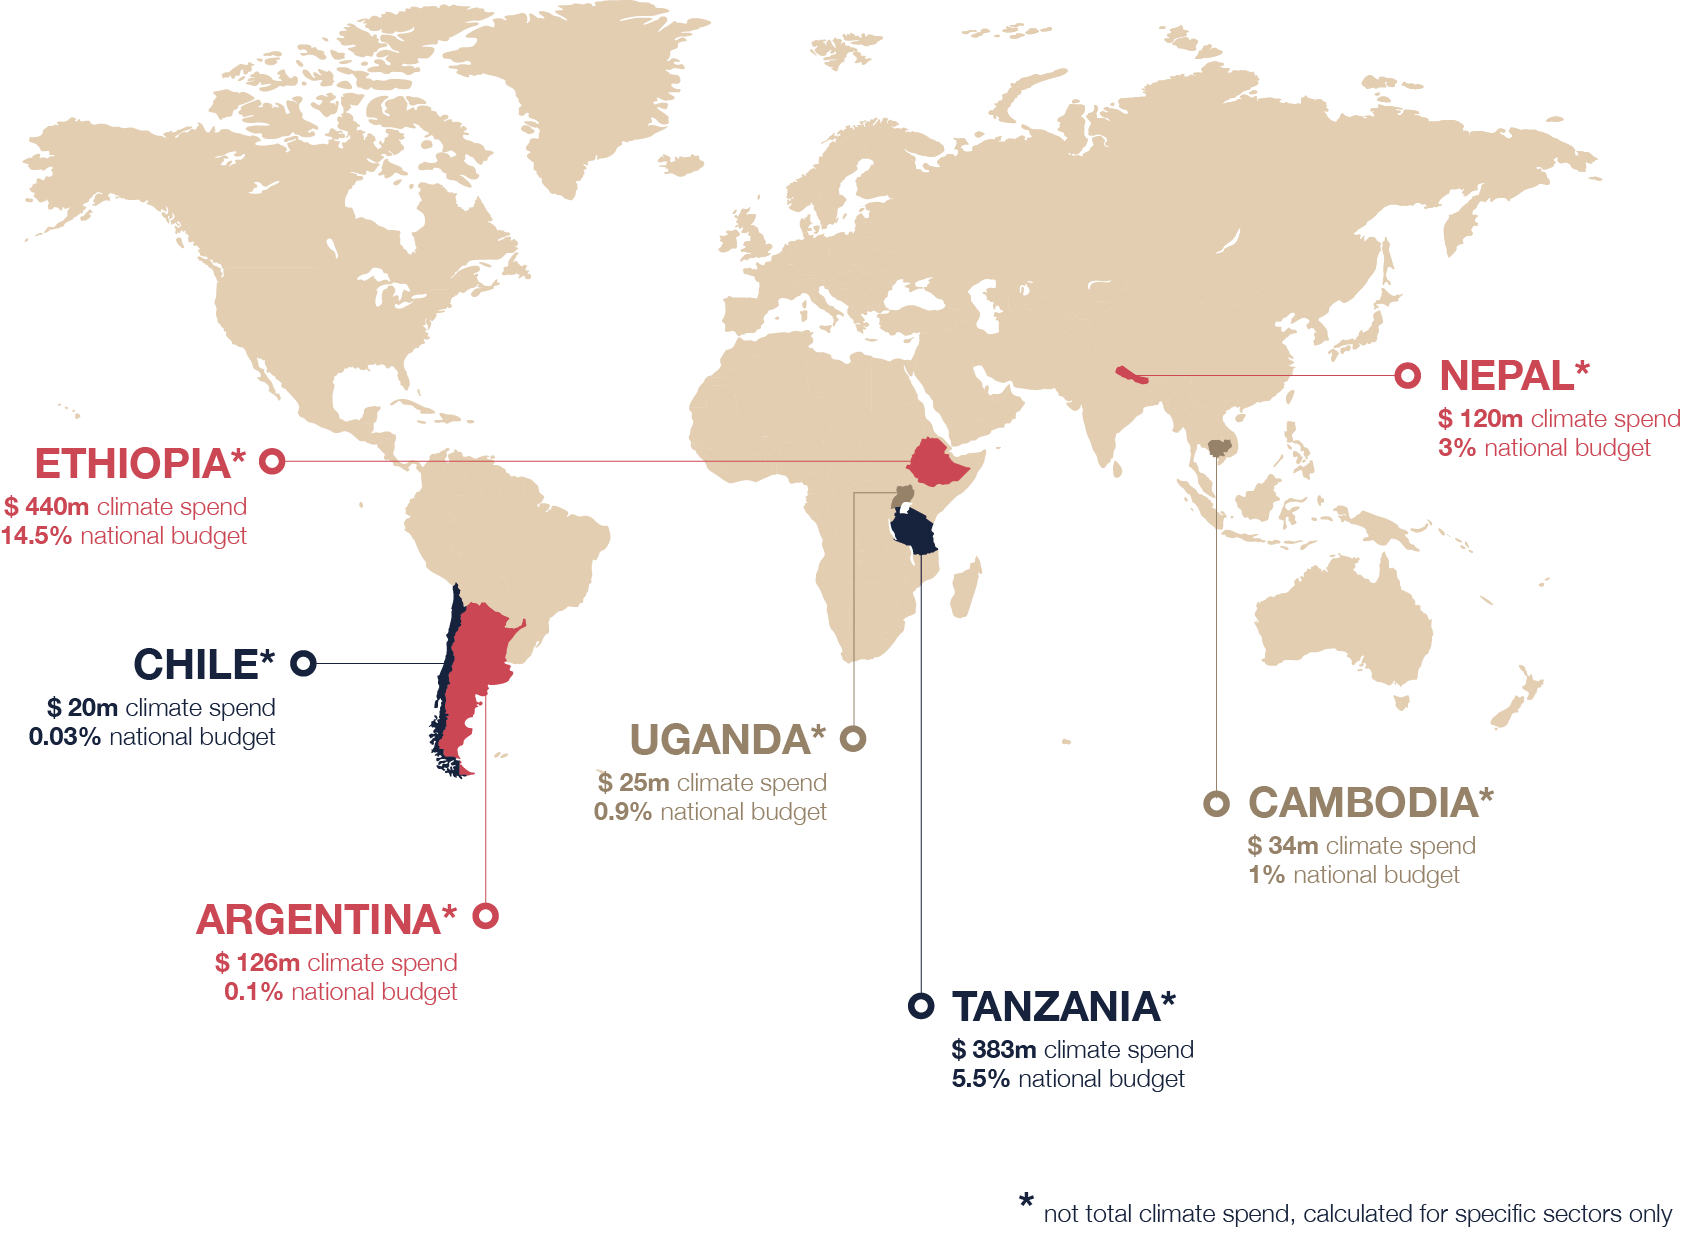 NEPAL*
$ 120m climate spend
3% national budget
ETHIOPIA*
$ 440m climate spend
14.5% national budget
CHILE*
$ 20m climate spend
0.03% national budget
UGANDA*
$ 25m climate spend
0.9% national budget
CAMBODIA*
$ 34m climate spend
1% national budget
ARGENTINA*
$ 126m climate spend
0.1% national budget
TANZANIA*
$ 383m climate spend
5.5% national budget
* not total climate spend, calculated for specific sectors only